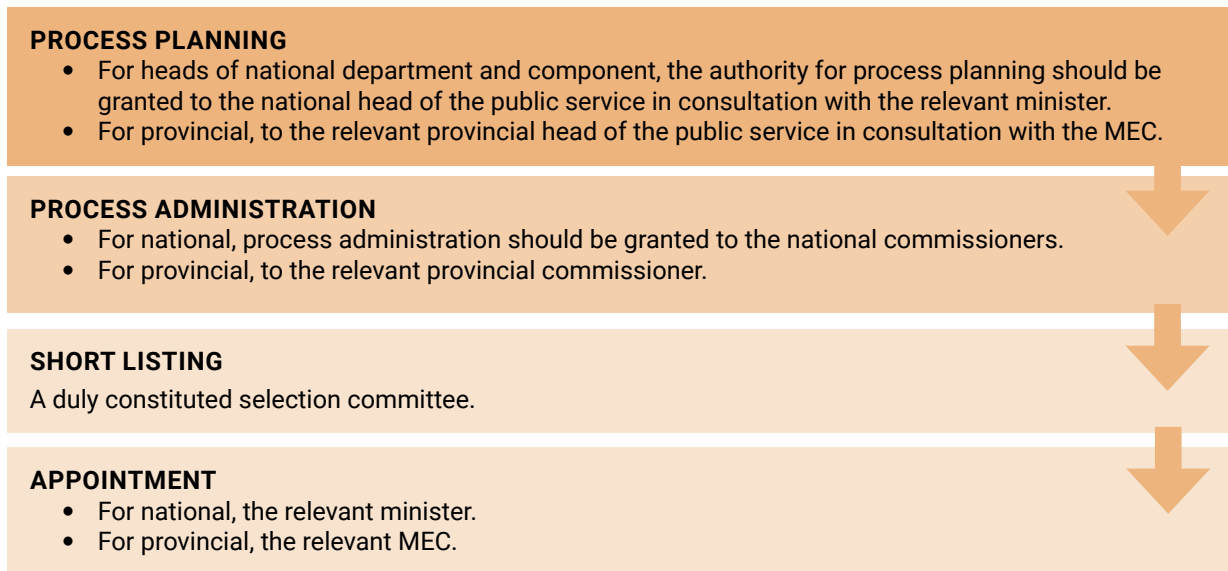 PROCESS PLANNING
• For heads of national department and component, the authority for process planning should be
granted to the national head of the public service in consultation with the relevant minister.
• For provincial, to the relevant provincial head of the public service in consultation with the MEC.
PROCESS ADMINISTRATION
• For national, process administration should be granted to the national commissioners.
• For provincial, to the relevant provincial commissioner.
SHORT LISTING
A duly constituted selection committee.
APPOINTMENT
• For national, the relevant minister.
• For provincial, the relevant MEC.